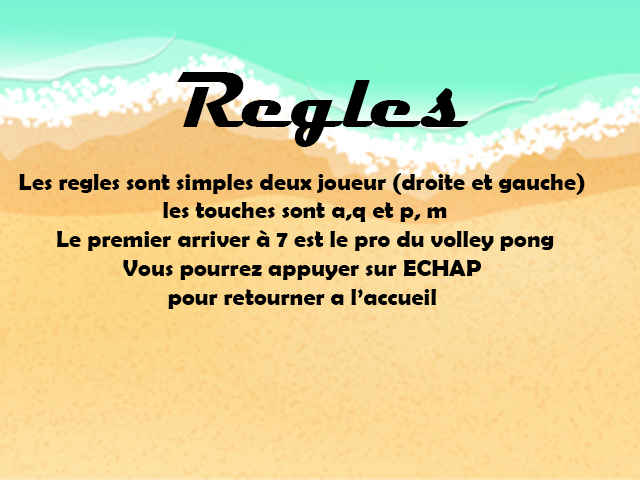 Regles
Les regles sont simples deux joueur (droite et gauche)
les touches sont a,q et p, m
Le premier arriver à 7 est le pro du volley pong
Vous pourrez appuyer sur ECHAP
pour retourner a l’accueil